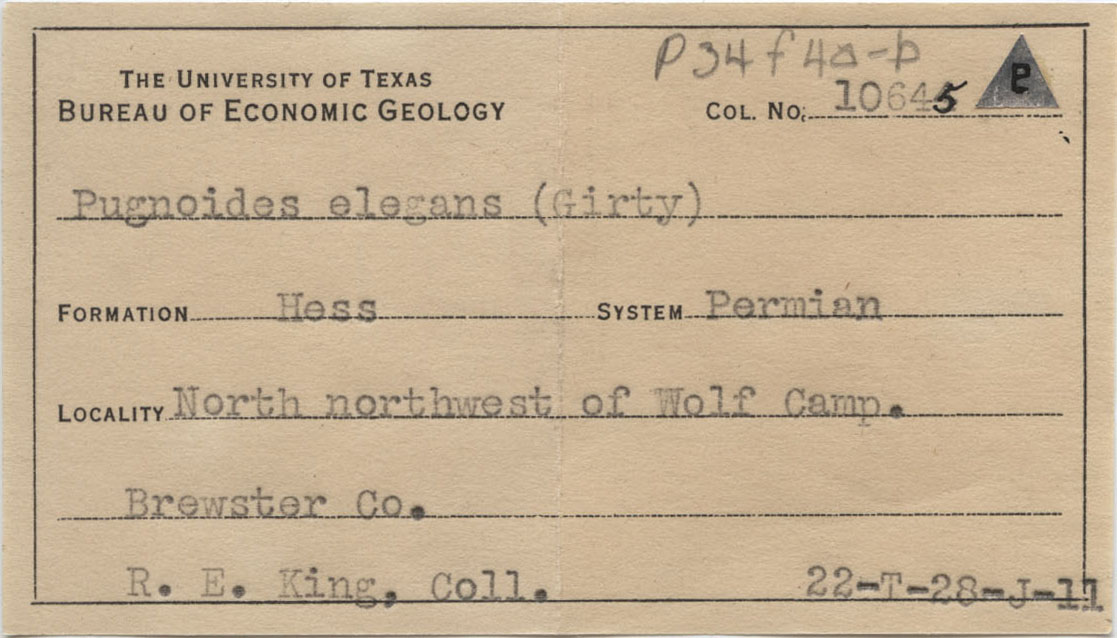 P34f4a-b
THE UNIVERSITY OF TEXAS
BUREAU OF ECONOMIC GEOLOGY
COL. NO. 10645
Pugnoides elegans (Girty)
FORMATION Hess SYSTEM Permian
LOCALITY North northwest of Wolf Camp.
Brewster Co.
R. E. King, Coll. 22-T-28-J-11